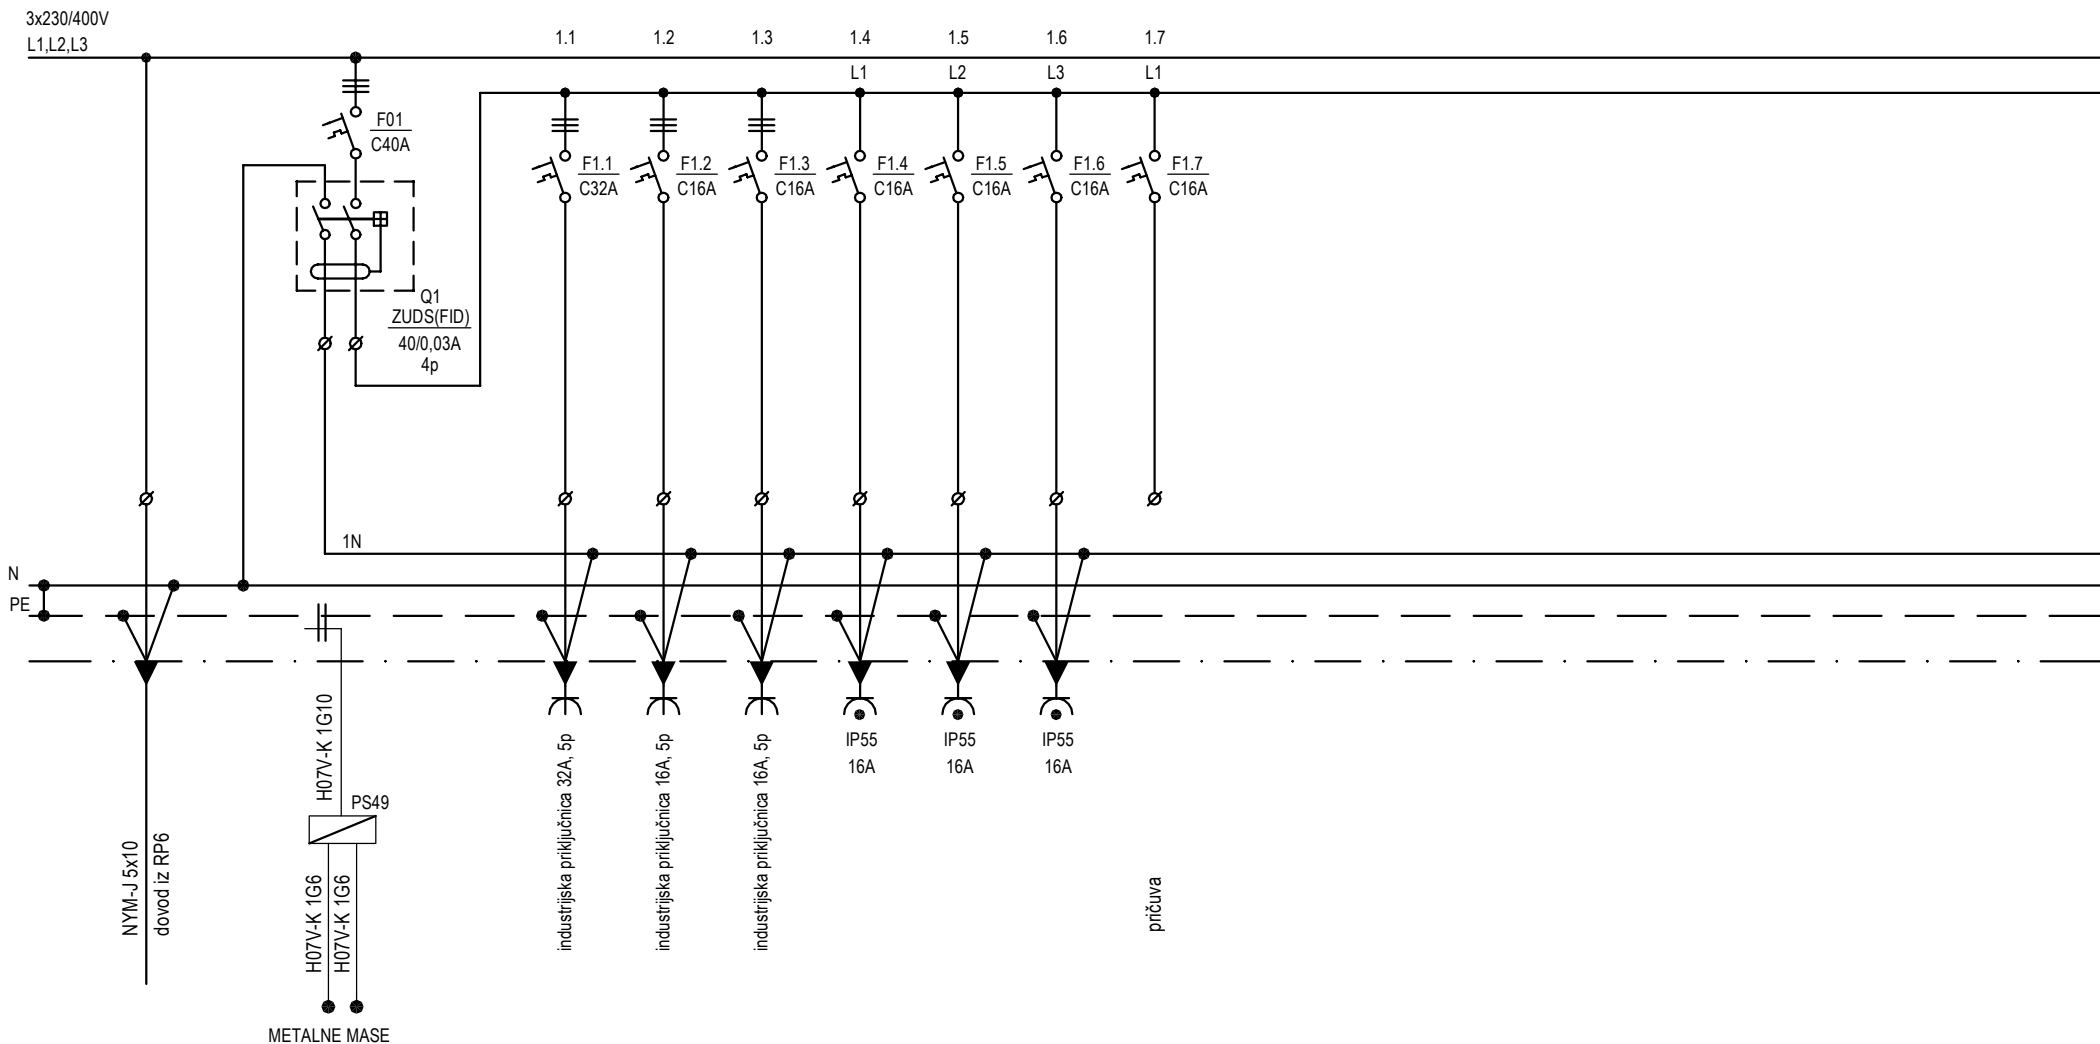 3x230/400V
L1,L2,L3
1.1
1.2
1.3
1.4
1.5
1.6
1.7
L1
L2
L3
L1
F01
C40A
F1.1
C32A
F1.2
C16A
F1.3
C16A
F1.4
C16A
F1.5
C16A
F1.6
C16A
F1.7
C16A
Q1
ZUDS(FID)
40/0,03A
4p
1N
N
PE
NYM-J 5x10
dovod iz RP6
H07V-K 1G10
PS49
H07V-K 1G6
H07V-K 1G6
METALNE MASE
industrijska priključnica 32A, 5p
industrijska priključnica 16A, 5p
industrijska priključnica 16A, 5p
IP55
16A
IP55
16A
IP55
16A
pričuva